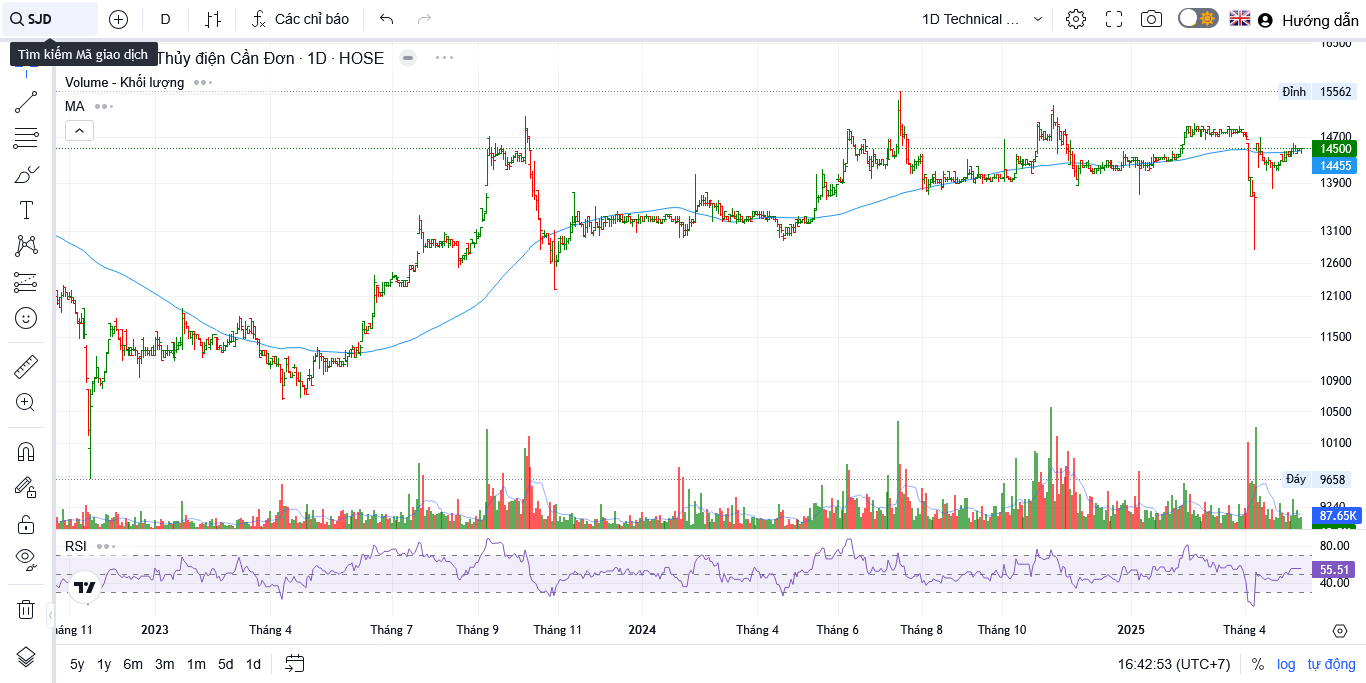 SJD
D
Các chỉ báo
1D Technical ...
Hướng dẫn
Tìm kiếm Mã giao dịch
Thủy điện Cần Đơn · 1D · HOSE
Volume - Khối lượng
MA
16500
Đỉnh 15562
14700
14500
14455
13900
13100
12600
12100
11500
10900
10500
10100
Đáy 9658
87.65K
RSI
80.00
55.51
40.00
áng 11 2023 Tháng 4 Tháng 7 Tháng 9 Tháng 11 2024 Tháng 4 Tháng 6 Tháng 8 Tháng 10 2025 Tháng 4
5y 1y 6m 3m 1m 5d 1d
16:42:53 (UTC+7) % log tự động